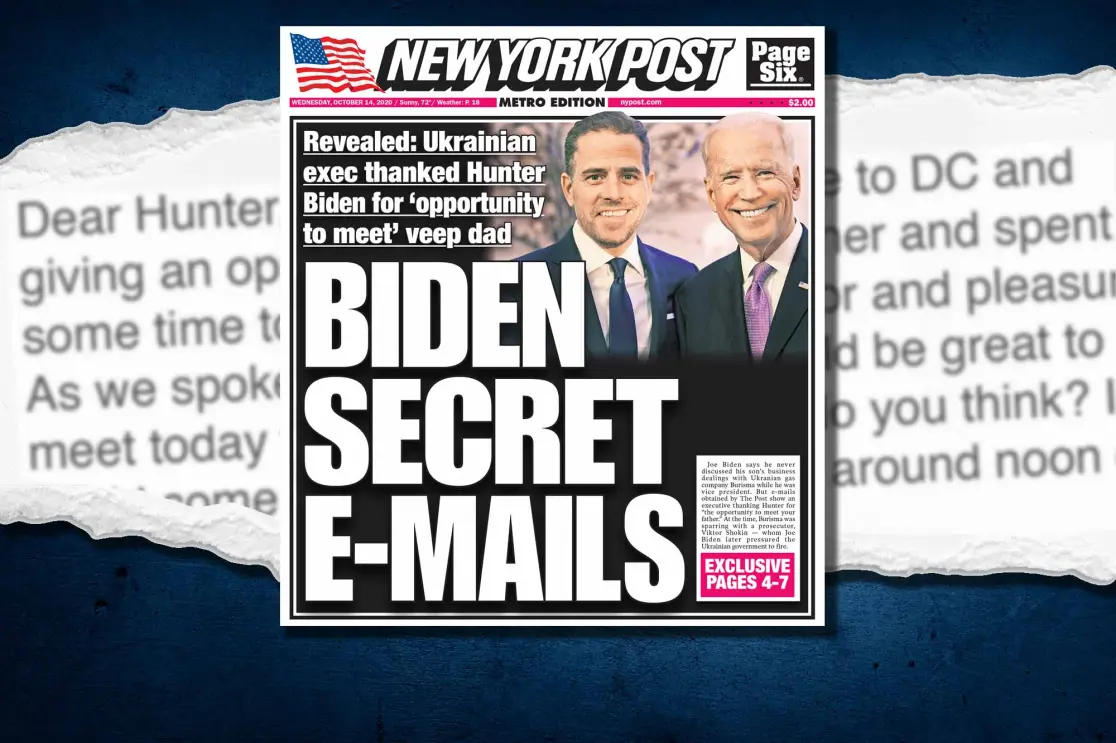 NEW YORK POST
Page
Six®
WEDNESDAY, OCTOBER 14, 2020 / Sunny, 72°/ Weather: P. 18
METRO EDITION
nypost.com
$2.00
Revealed: Ukrainian
exec thanked Hunter
Biden for ‘opportunity
to meet’ veep dad
BIDEN
SECRET
E-MAILS
Joe Biden says he never
discussed his son's business
dealings with Ukranian gas
company Burisma while he was
vice president. But e-mails
obtained by The Post show an
executive thanking Hunter for
"the opportunity to meet your
father." At the time, Burisma was
sparring with a prosecutor,
Viktor Shokin — whom Joe
Biden later pressured the
Ukrainian government to fire.
EXCLUSIVE
PAGES 4-7
Dear Hunter
giving an op
some time to
As we spoke
meet today
come
e to DC and
her and spent
or and pleasu
d be great to
o you think? I
around noon